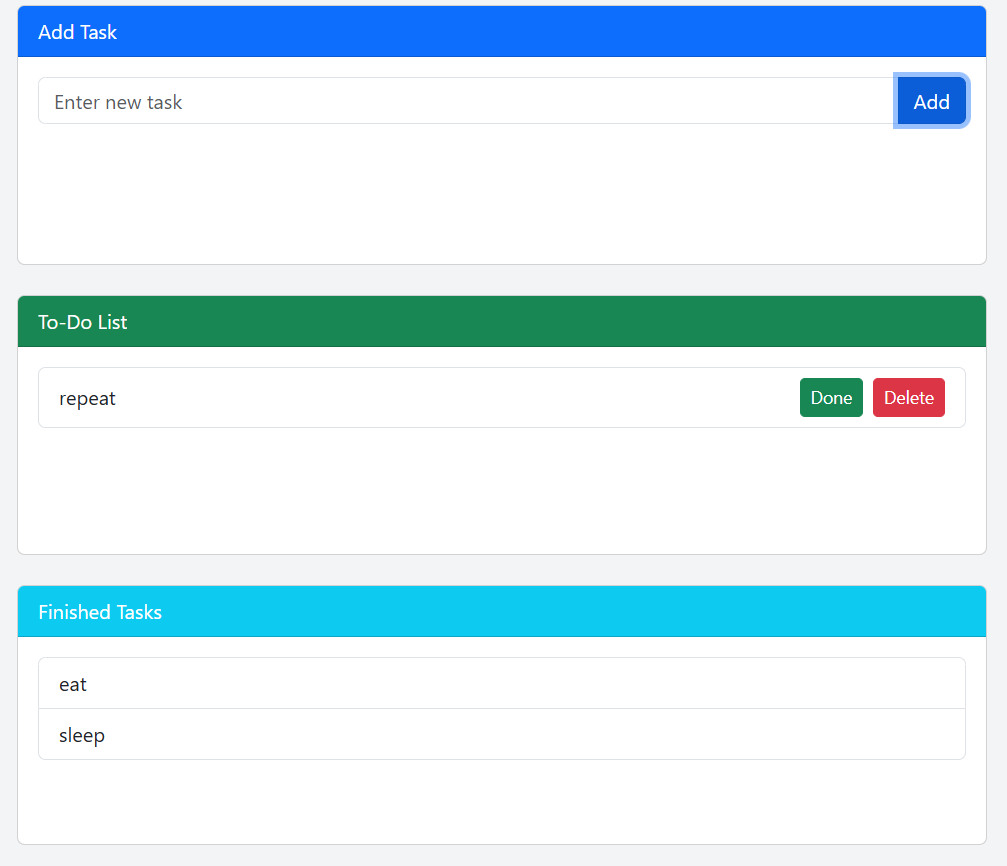 Add Task
Enter new task Add
To-Do List
repeat Done Delete
Finished Tasks
eat
sleep